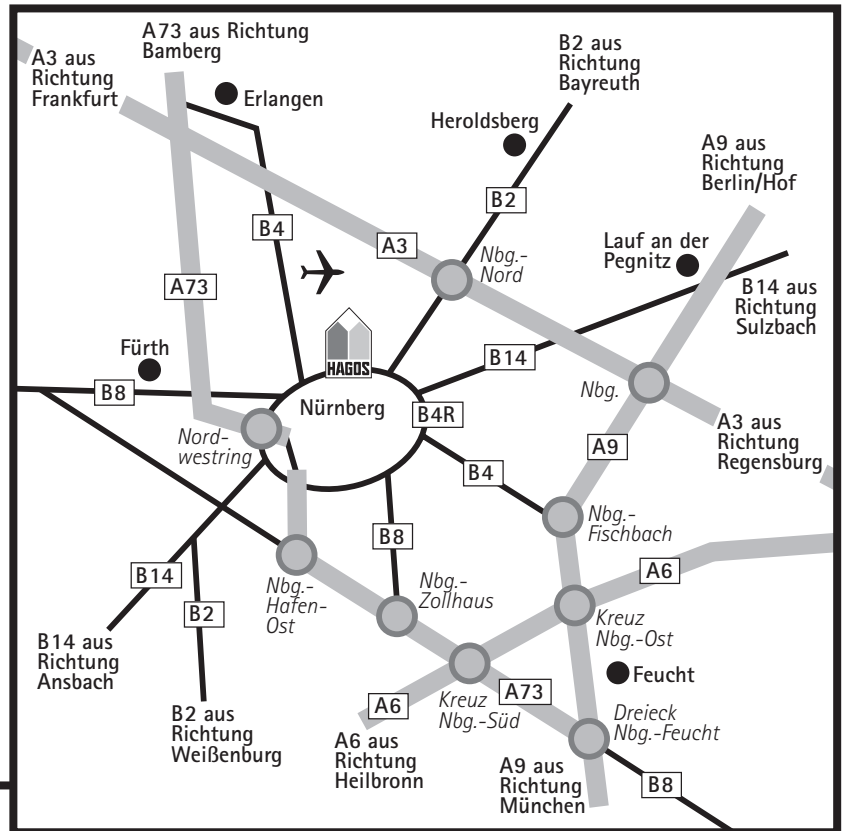 A73 aus Richtung
Bamberg
A3 aus
Richtung
Frankfurt
Erlangen
B2 aus
Richtung
Bayreuth
Heroldsberg
A9 aus
Richtung
Berlin/Hof
B2
B4
A3
Nbg.-
Nord
Lauf an der
Pegnitz
A73
B14 aus
Richtung
Sulzbach
Fürth
HAGOS
B14
B8
Nürnberg
B4R
Nbg.
A3 aus
Richtung
Regensburg
Nord-
westring
A9
B4
Nbg.-
Fischbach
B8
A6
B14
Nbg.-
Hafen-
Ost
Nbg.-
Zollhaus
B2
Kreuz
Nbg.-Ost
B14 aus
Richtung
Ansbach
Feucht
A73
A6
Kreuz
Nbg.-Süd
B2 aus
Richtung
Weißenburg
Dreieck
Nbg.-Feucht
A6 aus
Richtung
Heilbronn
A9 aus
Richtung
München
B8